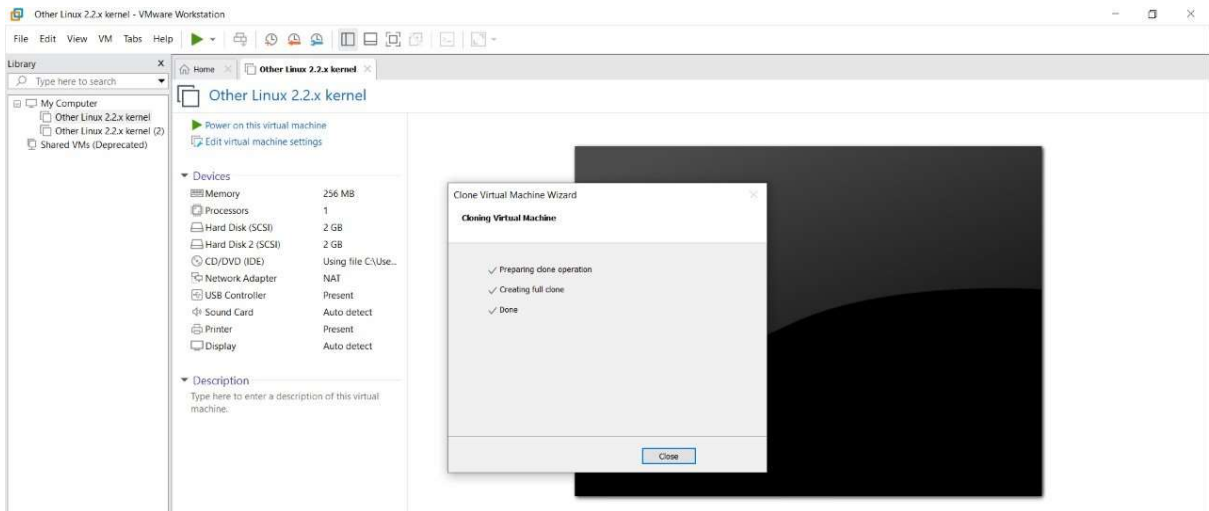 Other Linux 2.2.x kernel - VMware Workstation
File Edit View VM Tabs Help
Library X
Home Other Linux 2.2.x kernel
Type here to search
My Computer
Other Linux 2.2.x kernel
Other Linux 2.2.x kernel (2)
Shared VMs (Deprecated)
Other Linux 2.2.x kernel
Power on this virtual machine
Edit virtual machine settings
Devices
Memory 256 MB
Processors 1
Hard Disk (SCSI) 2 GB
Hard Disk 2 (SCSI) 2 GB
CD/DVD (IDE) Using file C:\Use...
Network Adapter NAT
USB Controller Present
Sound Card Auto detect
Printer Present
Display Auto detect
Description
Type here to enter a description of this virtual
machine.
Clone Virtual Machine Wizard
Cloning Virtual Machine
Preparing clone operation
Creating full clone
Done
Close